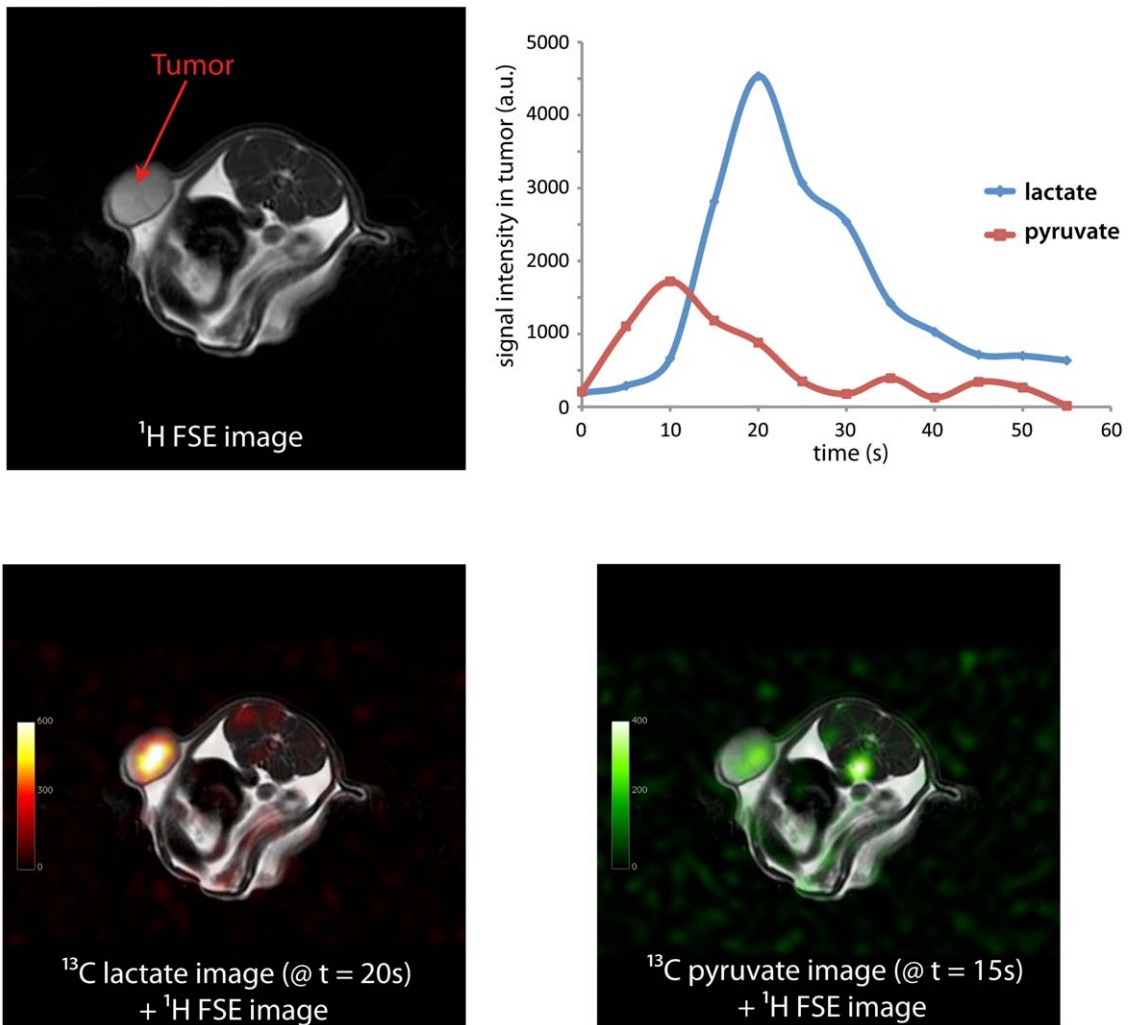 Tumor
¹H FSE image
signal intensity in tumor (a.u.)
5000
4000
3000
2000
1000
0
0
10
20
30
40
50
60
time (s)
lactate
pyruvate
600
300
0
¹³C lactate image (@ t = 20s)
+ ¹H FSE image
400
200
0
¹³C pyruvate image (@ t = 15s)
+ ¹H FSE image